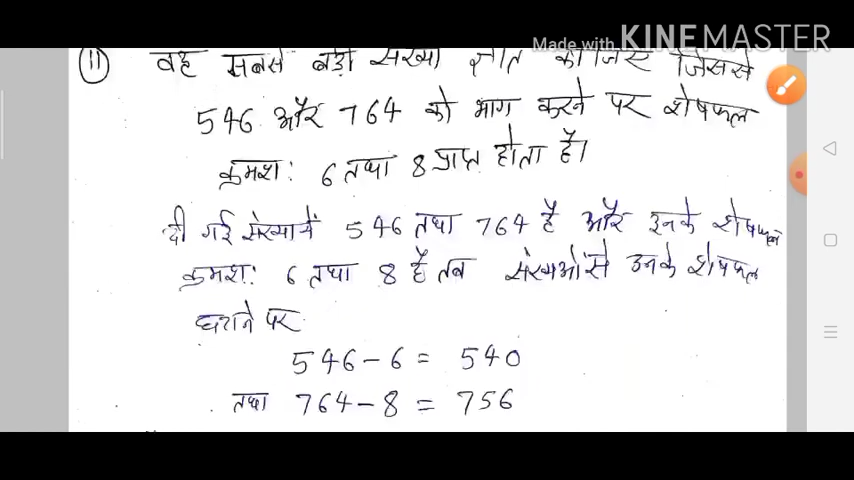 Made with KINEMASTER
(11) वह सबसे बड़ी संख्या ज्ञात कीजिए जिससे
546 और 764 को भाग करने पर शेषफल
क्रमशः 6 तथा 8 प्राप्त होता है।
दी गई संख्यायें 546 तथा 764 है और उनके शेषफल
क्रमशः 6 तथा 8 है तब संख्यओ से उनके शेषफल
घटाने पर
546 - 6 = 540
तथा 764 - 8 = 756